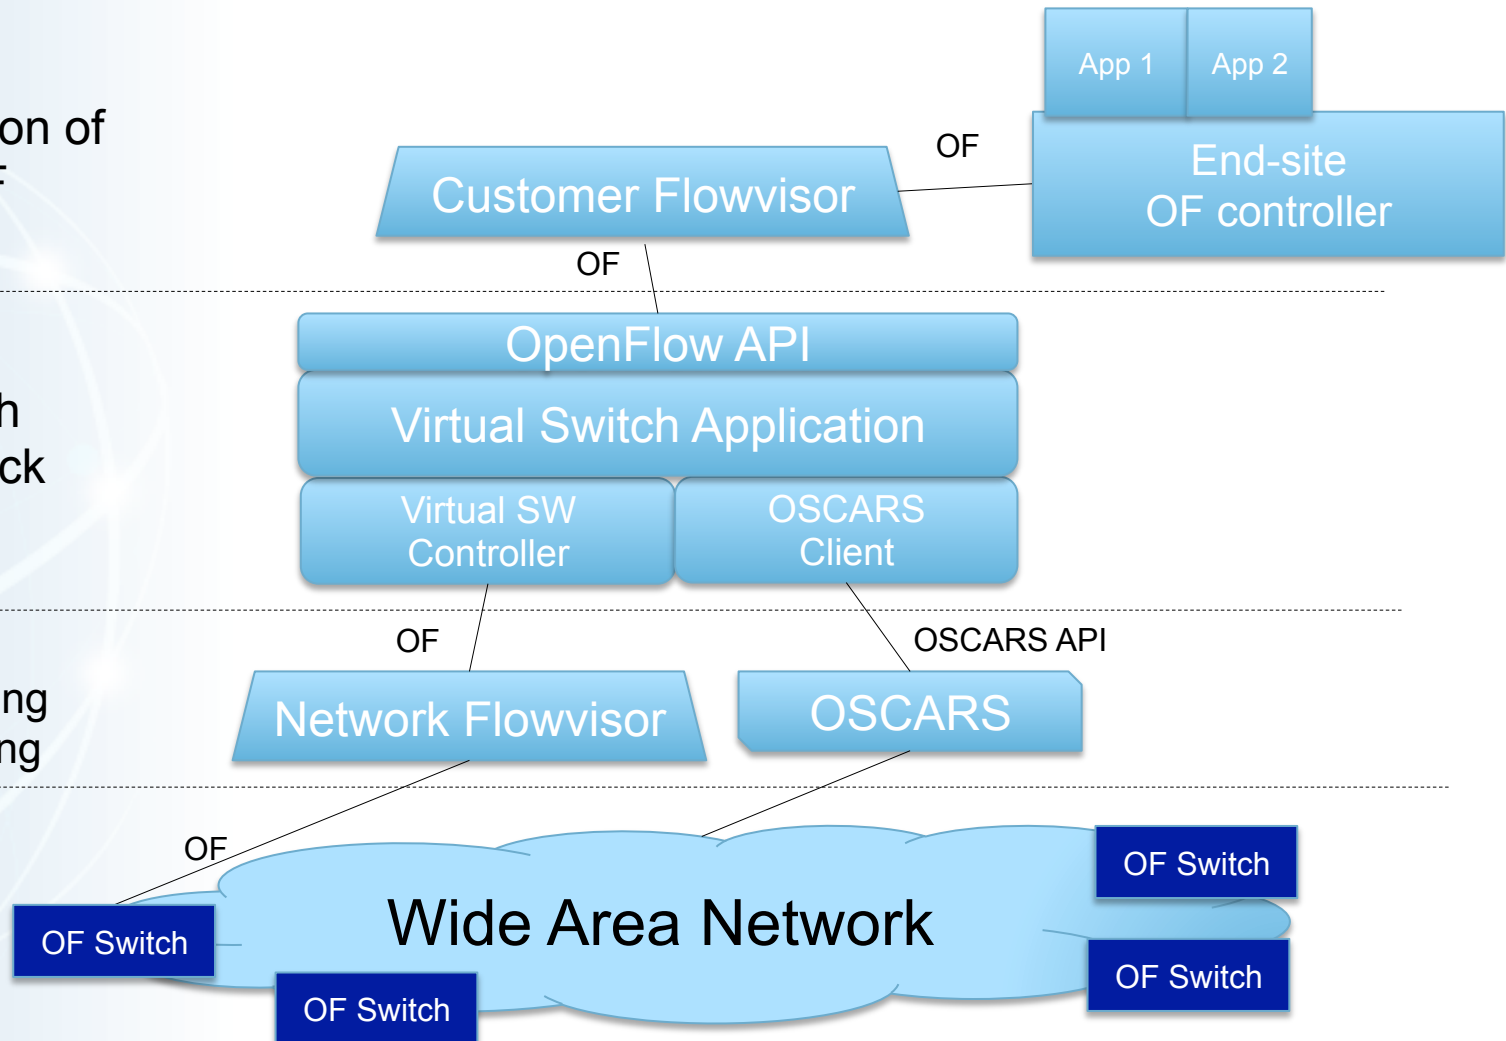 App 1
App 2
on of
OF
End-site
OF controller
Customer Flowvisor
OF
OpenFlow API
h
ck
Virtual Switch Application
Virtual SW
Controller
OSCARS
Client
OF
OSCARS API
ng
ng
Network Flowvisor
OSCARS
OF
OF Switch
Wide Area Network
OF Switch
OF Switch
OF Switch